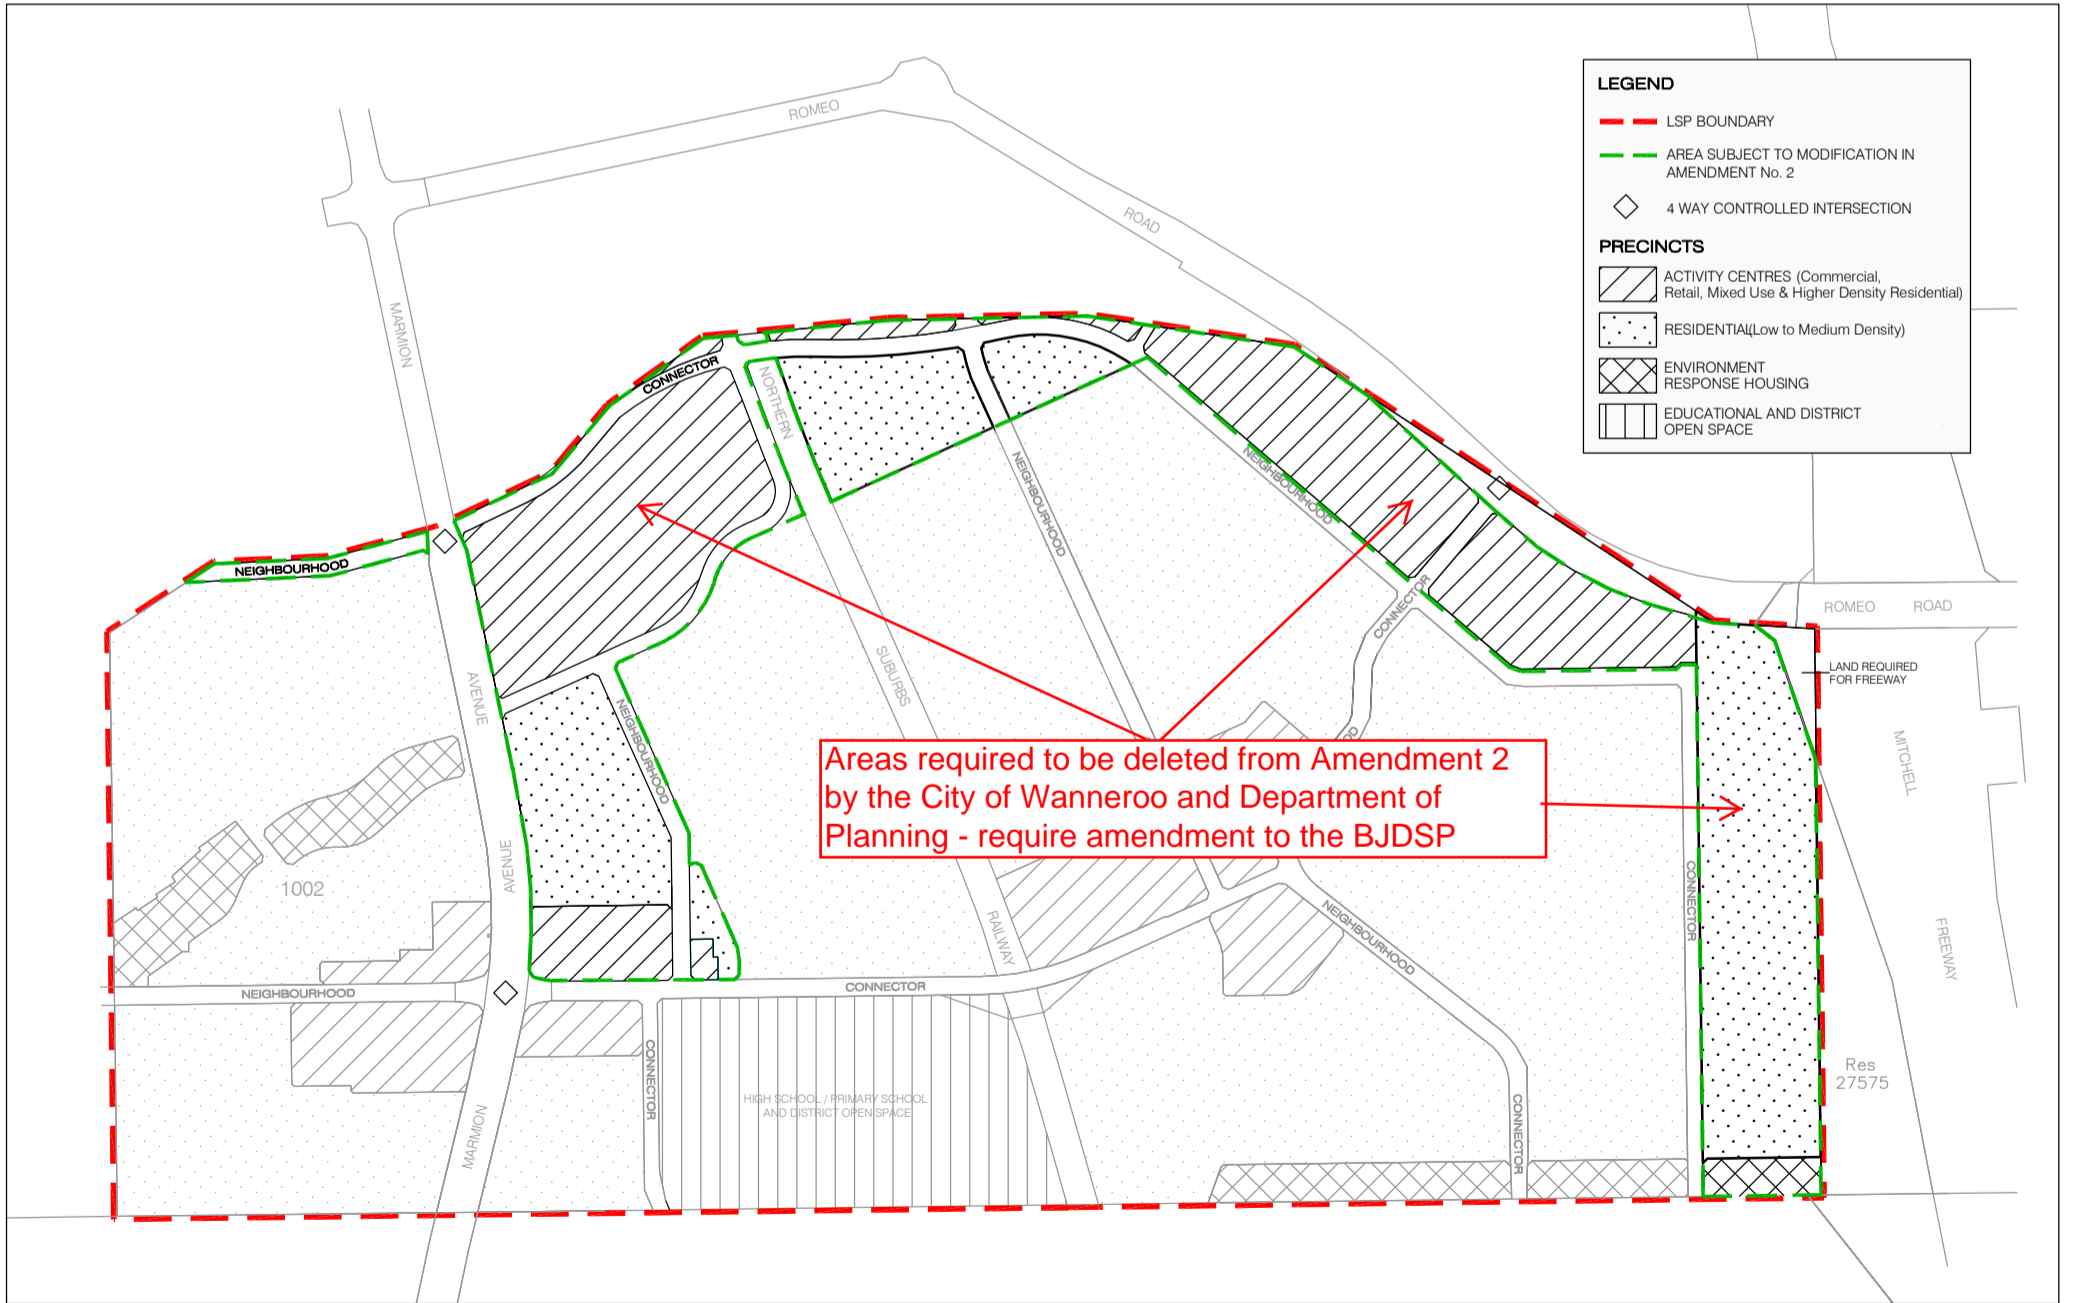 ROMEO
ROAD
LEGEND
LSP BOUNDARY
AREA SUBJECT TO MODIFICATION IN
AMENDMENT No. 2
4 WAY CONTROLLED INTERSECTION
PRECINCTS
ACTIVITY CENTRES (Commercial,
Retail, Mixed Use & Higher Density Residential)
RESIDENTIAL(Low to Medium Density)
ENVIRONMENT
RESPONSE HOUSING
EDUCATIONAL AND DISTRICT
OPEN SPACE
MARMION
CONNECTOR
NORTHERN
NEIGHBOURHOOD
NEIGHBOURHOOD
NEIGHBOURHOOD
CONNECTOR
ROMEO ROAD
LAND REQUIRED
FOR FREEWAY
AVENUE
SUBURBS
NEIGHBOURHOOD
MITCHELL
Areas required to be deleted from Amendment 2
by the City of Wanneroo and Department of
Planning - require amendment to the BJDSP
1002
AVENUE
CONNECTOR
RAILWAY
NEIGHBOURHOOD
FREEWAY
NEIGHBOURHOOD
CONNECTOR
CONNECTOR
HIGH SCHOOL / PRIMARY SCHOOL
AND DISTRICT OPEN SPACE
CONNECTOR
Res
27575
MARMION